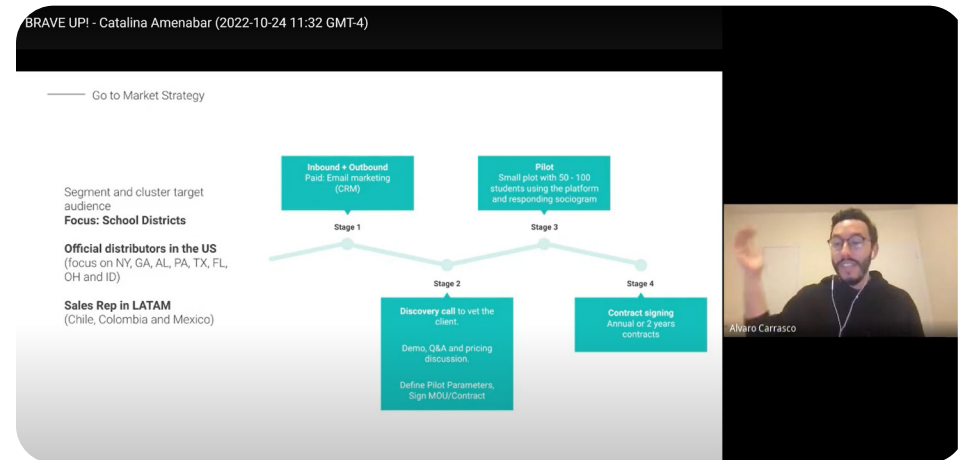 BRAVE UP! - Catalina Amenabar (2022-10-24 11:32 GMT-4)
Go to Market Strategy
Segment and cluster target
audience
Focus: School Districts
Official distributors in the US
(focus on NY, GA, AL, PA, TX, FL,
OH and ID)
Sales Rep in LATAM
(Chile, Colombia and Mexico)
Inbound + Outbound
Paid: Email marketing
(CRM)
Stage 1
Stage 2
Discovery call to vet the
client.
Demo, Q&A and pricing
discussion.
Define Pilot Parameters,
Sign MOU/Contract
Pilot
Small plot with 50 - 100
students using the platform
and responding sociogram
Stage 3
Stage 4
Contract signing
Annual or 2 years
contracts
Alvaro Carrasco